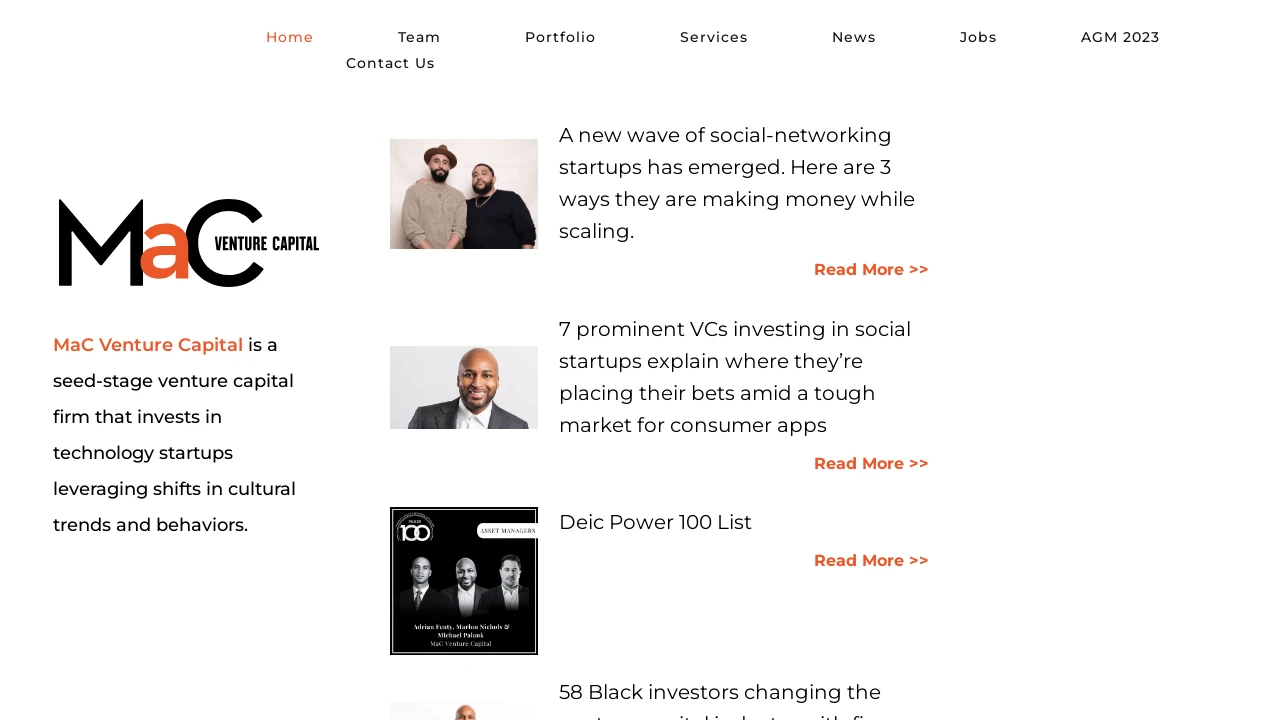 Home Team Portfolio Services News Jobs AGM 2023
Contact Us
MaC VENTURE CAPITAL
MaC Venture Capital is a
seed-stage venture capital
firm that invests in
technology startups
leveraging shifts in cultural
trends and behaviors.
A new wave of social-networking
startups has emerged. Here are 3
ways they are making money while
scaling.
Read More >>
7 prominent VCs investing in social
startups explain where they’re
placing their bets amid a tough
market for consumer apps
Read More >>
POWER
100
ASSET MANAGERS
Adrian Fenty, Marlon Nichols &
Michael Palank
MaC Venture Capital
Deic Power 100 List
Read More >>
58 Black investors changing the